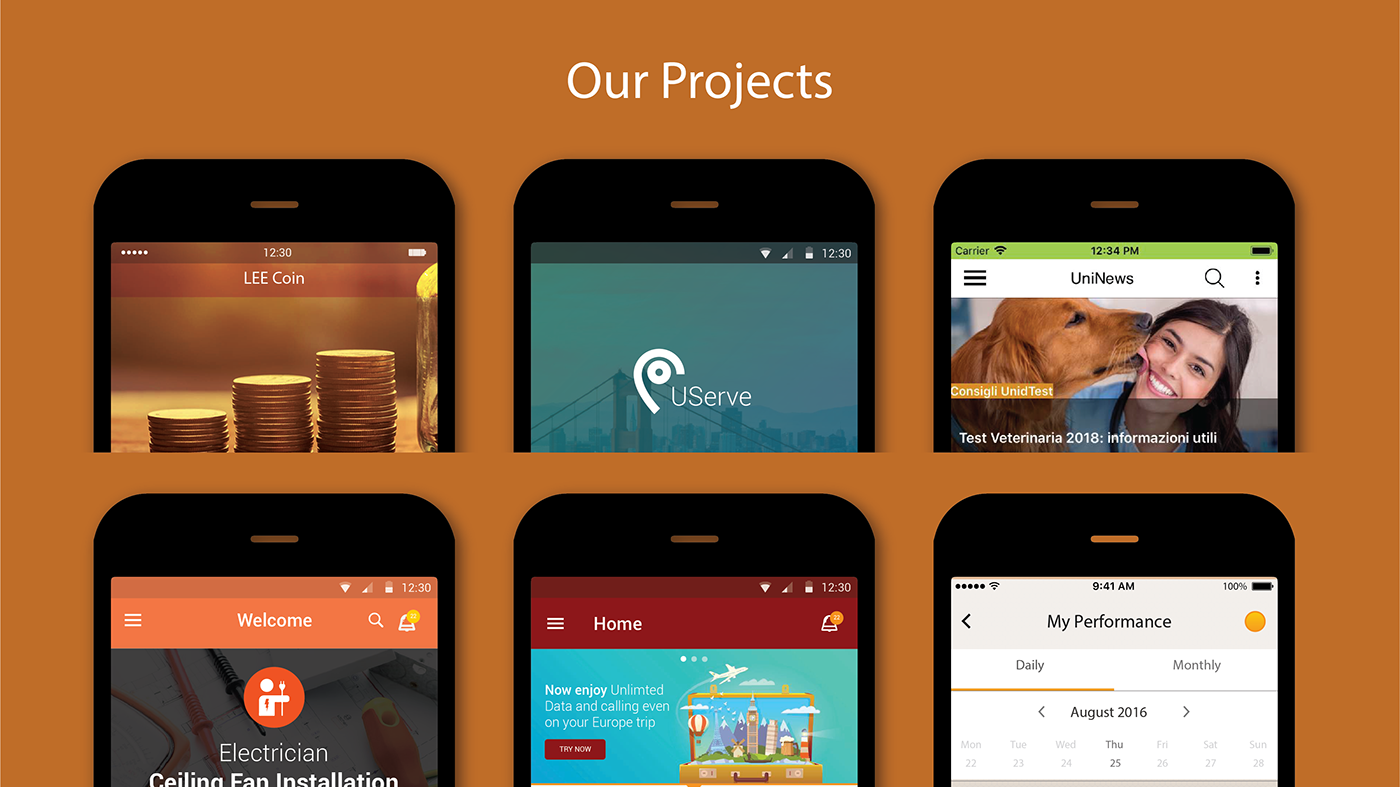 Our Projects
12:30
LEE Coin
12:30
UServe
Carrier 12:34 PM
UniNews
Consigli UnidTest
Test Veterinaria 2018: informazioni utili
12:30
Welcome
22
Electrician
Ceiling Fan Installation
12:30
Home
22
Now enjoy Unlimted
Data and calling even
on your Europe trip
TRY NOW
9:41 AM 100%
My Performance
Daily Monthly
August 2016
Mon Tue Wed Thu Fri Sat Sun
22 23 24 25 26 27 28